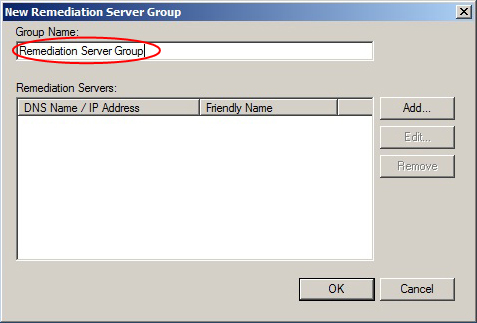 New Remediation Server Group
Group Name:
Remediation Server Group
Remediation Servers:
DNS Name / IP Address Friendly Name
Add...
Edit...
Remove
OK Cancel